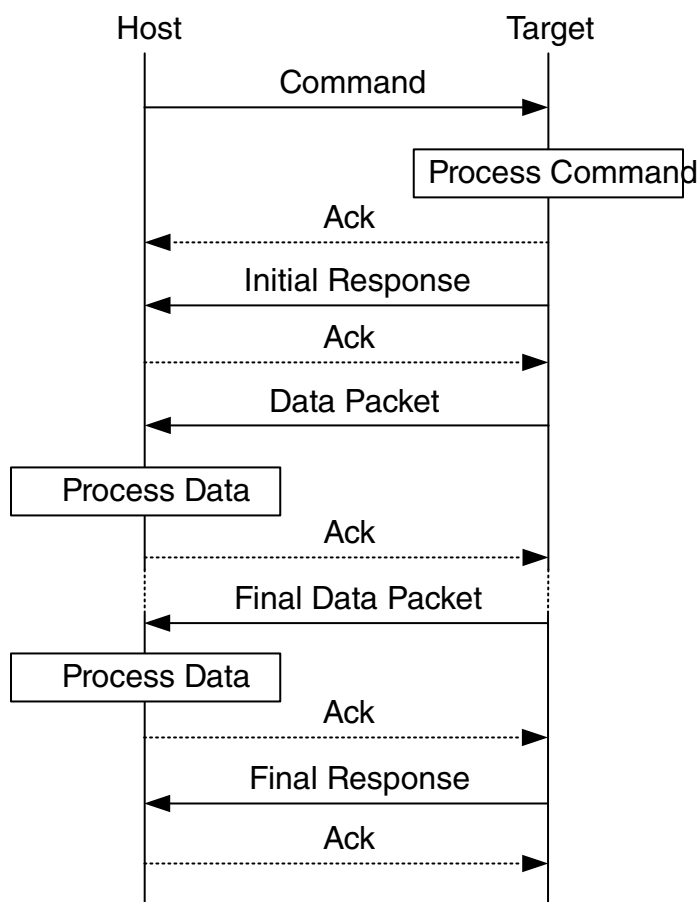 Host
Target
Command
Process Command
Ack
Initial Response
Ack
Data Packet
Process Data
Ack
Final Data Packet
Process Data
Ack
Final Response
Ack